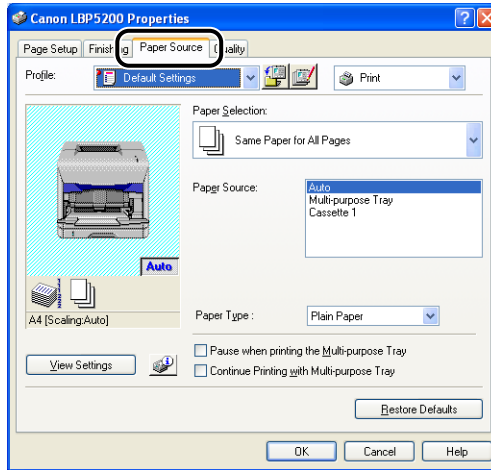 Canon LBP5200 Properties
Page Setup Finishing Paper Source Quality
Profile: Default Settings Print
Paper Selection:
Same Paper for All Pages
Paper Source: Auto
Multi-purpose Tray
Cassette 1
Auto
A4 [Scaling:Auto]
Paper Type : Plain Paper
Pause when printing the Multi-purpose Tray
View Settings
Continue Printing with Multi-purpose Tray
Restore Defaults
OK Cancel Help